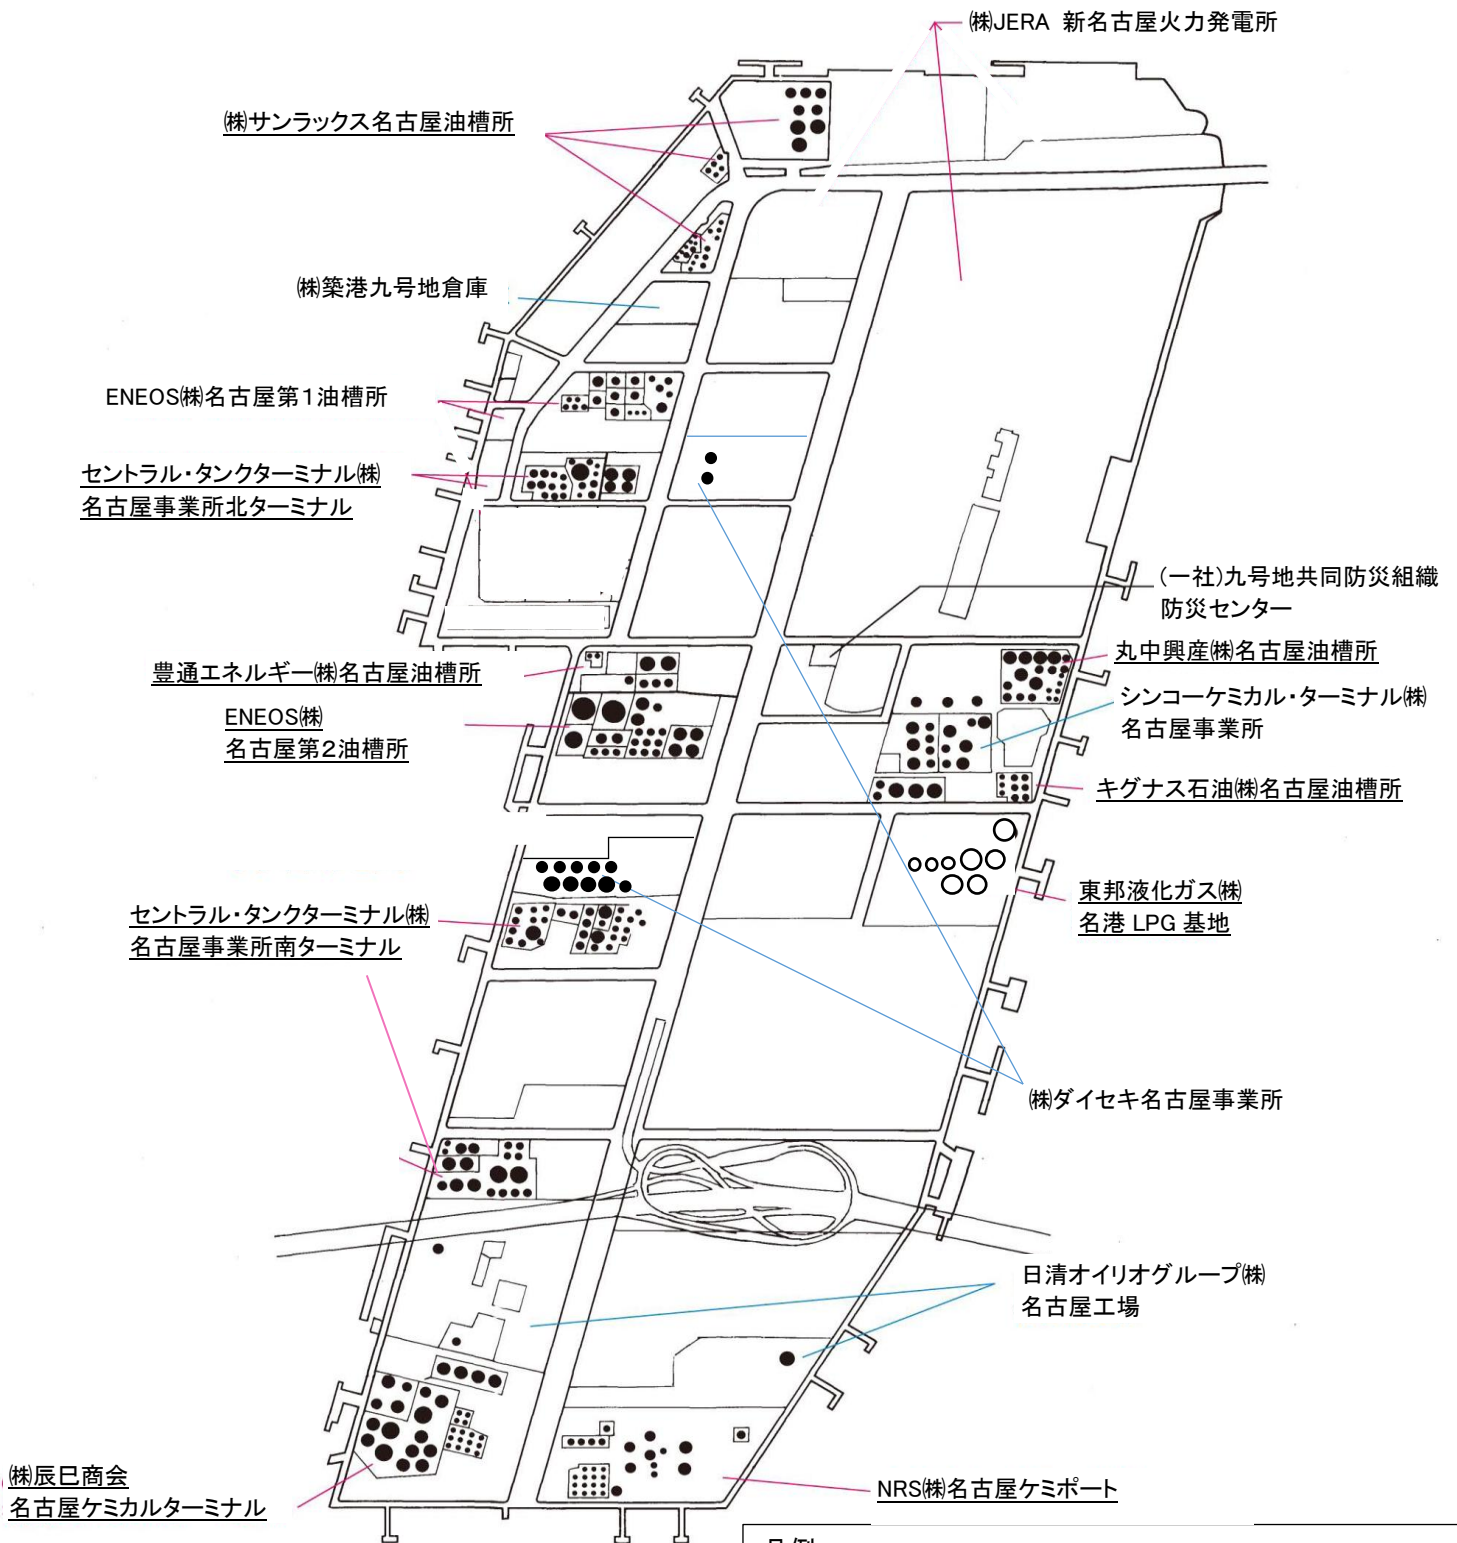 ㈱JERA 新名古屋火力発電所
㈱サンラックス名古屋油槽所
㈱築港九号地倉庫
ENEOS㈱名古屋第1油槽所
セントラル・タンクターミナル㈱
名古屋事業所北ターミナル
(一社)九号地共同防災組織
防災センター
丸中興産㈱名古屋油槽所
豊通エネルギー㈱名古屋油槽所
シンコーケミカル・ターミナル㈱
名古屋事業所
ENEOS㈱
名古屋第2油槽所
キグナス石油㈱名古屋油槽所
東邦液化ガス㈱
名港 LPG 基地
セントラル・タンクターミナル㈱
名古屋事業所南ターミナル
㈱ダイセキ名古屋事業所
日清オイリオグループ㈱
名古屋工場
㈱辰巳商会
名古屋ケミカルターミナル
NRS㈱名古屋ケミポート
凡例